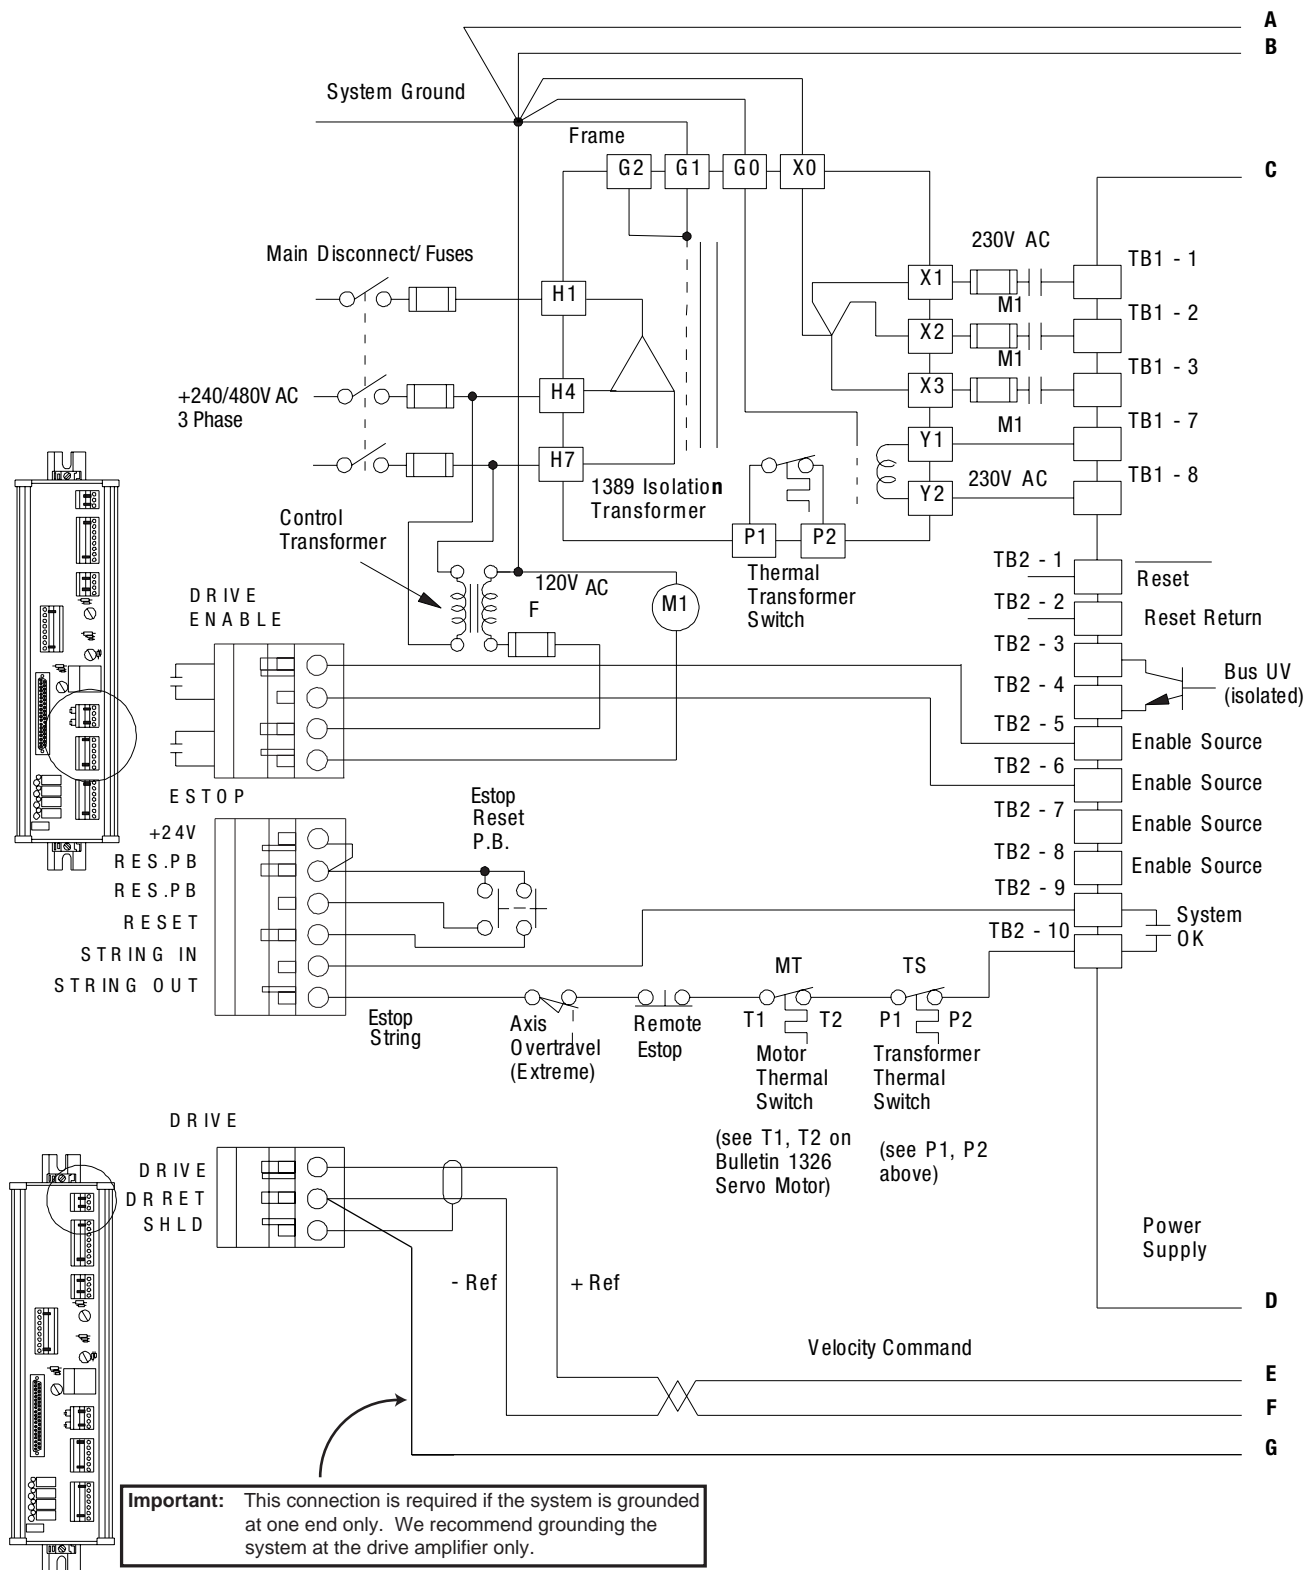 A
B
System Ground
Frame
G2 G1 G0 X0
C
230V AC
Main Disconnect/ Fuses
X1
TB1 - 1
H1
M1
X2
TB1 - 2
M1
X3
TB1 - 3
+240/480V AC
3 Phase
H4
M1
Y1
TB1 - 7
H7
230V AC
Y2
TB1 - 8
1389 Isolation
Transformer
P1 P2
Control
Transformer
Thermal
Transformer
Switch
120V AC
F
M1
DRIVE
ENABLE
TB2 - 1
Reset
TB2 - 2
Reset Return
TB2 - 3
Bus UV
(isolated)
TB2 - 4
TB2 - 5
Enable Source
TB2 - 6
Enable Source
TB2 - 7
Enable Source
TB2 - 8
Enable Source
TB2 - 9
System
OK
TB2 - 10
ESTOP
+24V
RES.PB
RES.PB
RESET
STRING IN
STRING OUT
Estop
Reset
P.B.
Estop
String
Axis
Overtravel
(Extreme)
Remote
Estop
MT
T1 T2
Motor
Thermal
Switch
(see T1, T2 on
Bulletin 1326
Servo Motor)
TS
P1 P2
Transformer
Thermal
Switch
(see P1, P2
above)
DRIVE
DRIVE
DR RET
SHLD
Power
Supply
- Ref
+ Ref
D
Velocity Command
E
F
G
Important: This connection is required if the system is grounded
at one end only. We recommend grounding the
system at the drive amplifier only.